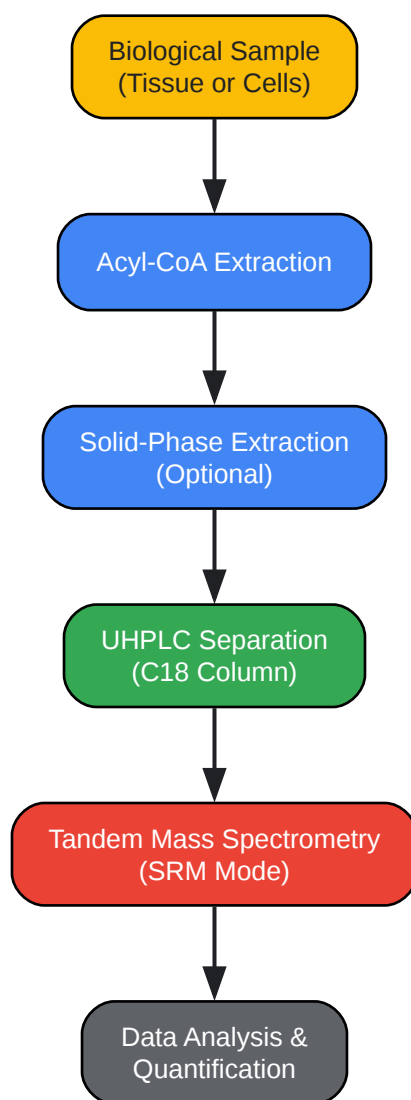 Biological Sample
(Tissue or Cells)
Acyl-CoA Extraction
Solid-Phase Extraction
(Optional)
UHPLC Separation
(C18 Column)
Tandem Mass Spectrometry
(SRM Mode)
Data Analysis &
Quantification